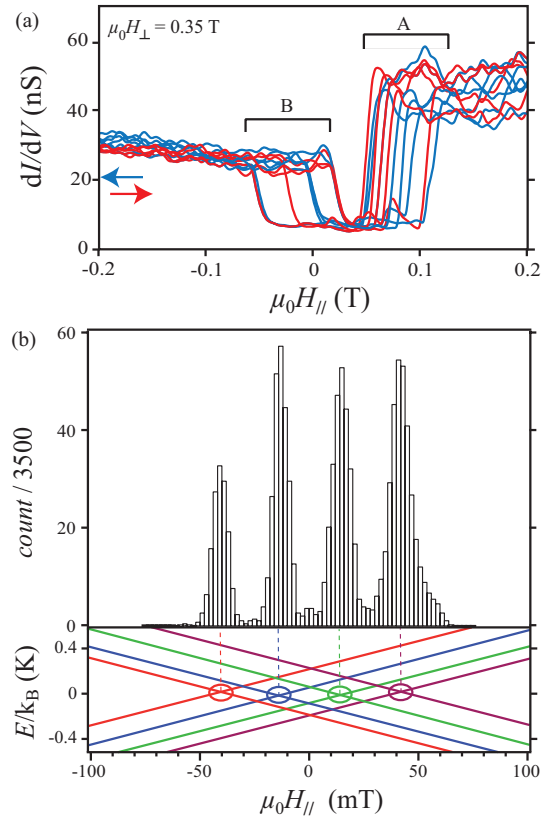 (a)
μ₀H⊥ = 0.35 T
A
B
60
40
20
0
dI/dV (nS)
-0.2
-0.1
0
0.1
0.2
μ₀H// (T)
(b)
60
40
20
0
count / 3500
0.4
0
-0.4
E/kB (K)
-100
-50
0
50
100
μ₀H// (mT)